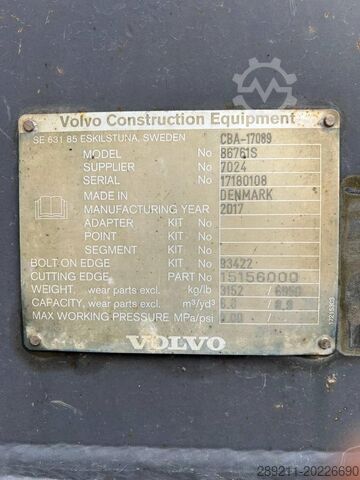 Volvo Construction Equipment
SE 631 85 ESKILSTUNA, SWEDEN CBA-17089
MODEL No 86761S
SUPPLIER No 7024
SERIAL No 17180108
MADE IN DENMARK
MANUFACTURING YEAR 2017
ADAPTER KIT No
POINT KIT No
SEGMENT KIT No
BOLT ON EDGE KIT No 93422
CUTTING EDGE PART No 15156000
WEIGHT, wear parts excl. kg/lb 3152 /
CAPACITY, wear parts excl. m³/yd³ /
MAX WORKING PRESSURE MPa/psi /
VOLVO
289211-20226690